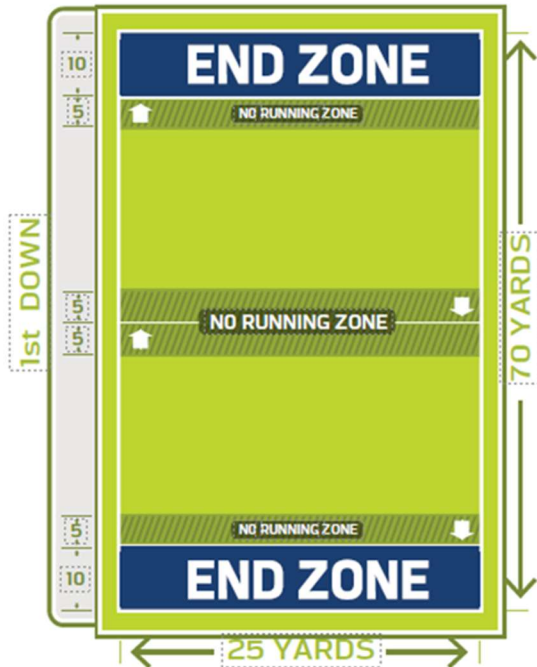 END ZONE
10
5
NO RUNNING ZONE
1st DOWN
70 YARDS
5
NO RUNNING ZONE
5
5
NO RUNNING ZONE
10
END ZONE
25 YARDS